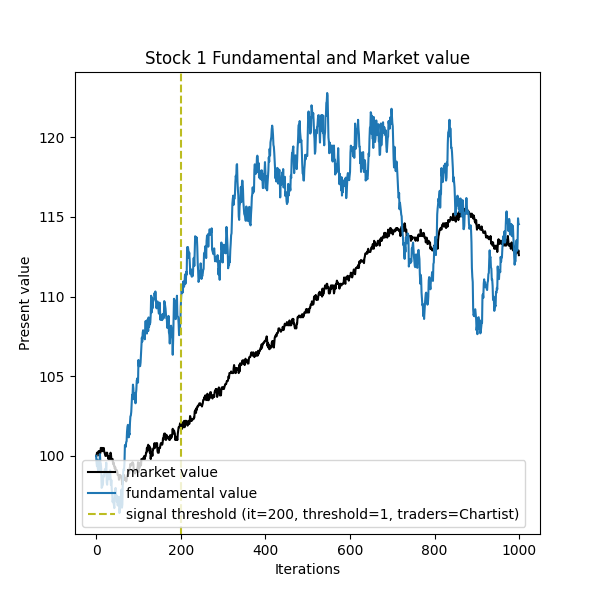 Stock 1 Fundamental and Market value
Present value
120
115
110
105
100
market value
fundamental value
signal threshold (it=200, threshold=1, traders=Chartist)
0 200 400 600 800 1000
Iterations